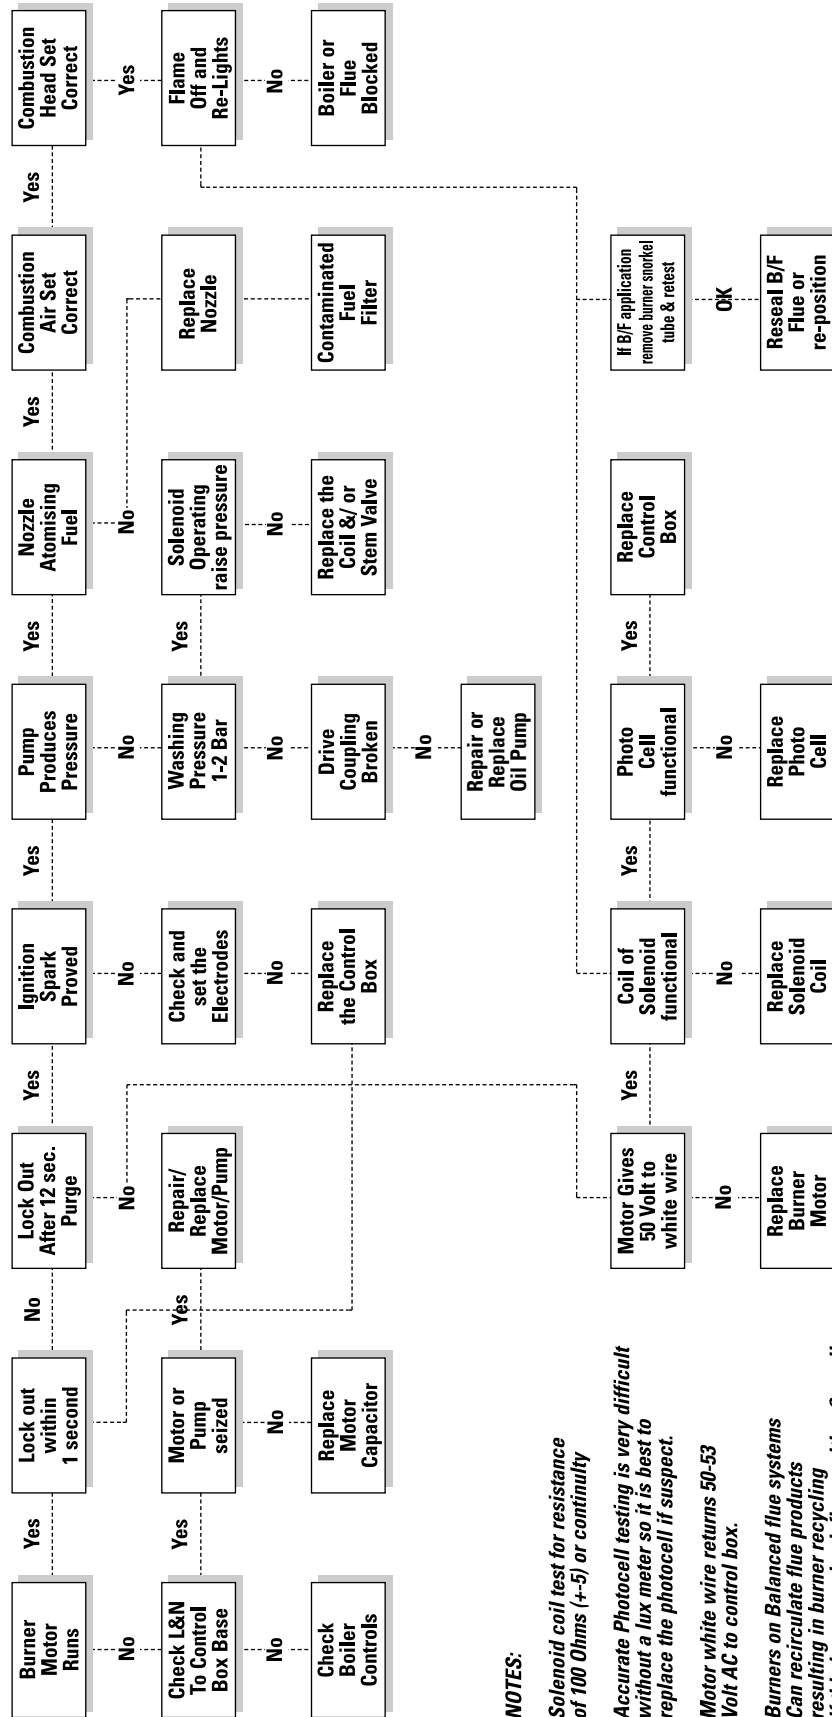 Burner
Motor
Runs
Yes
Lock out
within
1 second
No
Lock Out
After 12 sec.
Purge
Yes
Ignition
Spark
Proved
Yes
Pump
Produces
Pressure
Yes
Nozzle
Atomising
Fuel
Yes
Combustion
Air Set
Correct
Yes
Combustion
Head Set
Correct
No
No
No
No
No
Yes
Check L&N
To Control
Box Base
Yes
Motor or
Pump
seized
Yes
Repair/
Replace
Motor/Pump
Check and
set the
Electrodes
Washing
Pressure
1-2 Bar
Yes
Solenoid
Operating
raise pressure
Replace
Nozzle
Flame
Off and
Re-Lights
No
No
No
No
No
No
Check
Boiler
Controls
Replace
Motor
Capacitor
Replace
the Control
Box
Drive
Coupling
Broken
Replace the
Coil &/ or
Stem Valve
Contaminated
Fuel
Filter
Boiler or
Flue
Blocked
No
Repair or
Replace
Oil Pump
NOTES:
Solenoid coil test for resistance
of 100 Ohms (+-5) or continuity
Accurate Photocell testing is very difficult
without a lux meter so it is best to
replace the photocell if suspect.
Motor white wire returns 50-53
Volt AC to control box.
Burners on Balanced flue systems
Can recirculate flue products
resulting in burner recycling
Motor Gives
50 Volt to
white wire
Yes
Coil of
Solenoid
functional
Yes
Photo
Cell
functional
Yes
Replace
Control
Box
If B/F application
remove burner snorkel
tube & retest
No
No
No
OK
Replace
Burner
Motor
Replace
Solenoid
Coil
Replace
Photo
Cell
Reseal B/F
Flue or
re-position